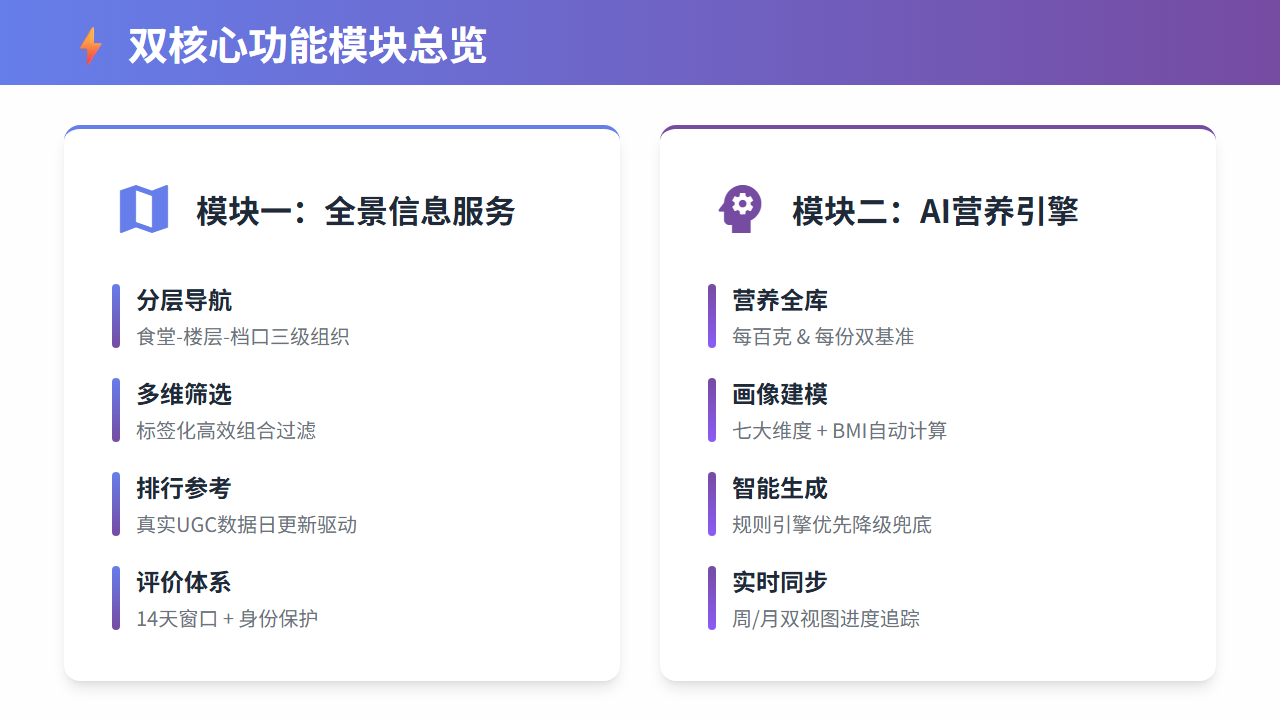 双核心功能模块总览
模块一：全景信息服务
分层导航
食堂-楼层-档口三级组织
多维筛选
标签化高效组合过滤
排行参考
真实UGC数据日更新驱动
评价体系
14天窗口 + 身份保护
模块二：AI营养引擎
营养全库
每百克 & 每份双基准
画像建模
七大维度 + BMI自动计算
智能生成
规则引擎优先降级兜底
实时同步
周/月双视图进度追踪